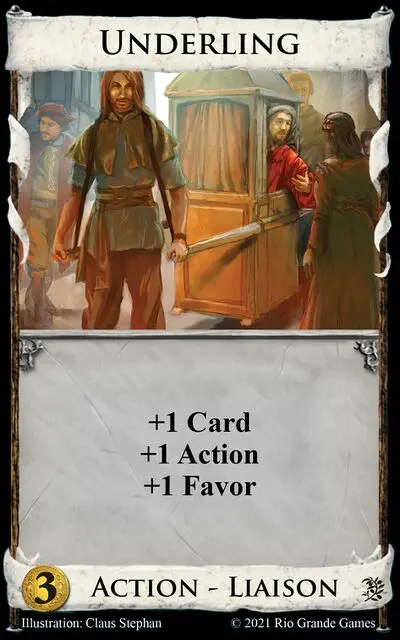 Underling
+1 Card
+1 Action
+1 Favor
3 Action - Liaison
Illustration: Claus Stephan © 2021 Rio Grande Games